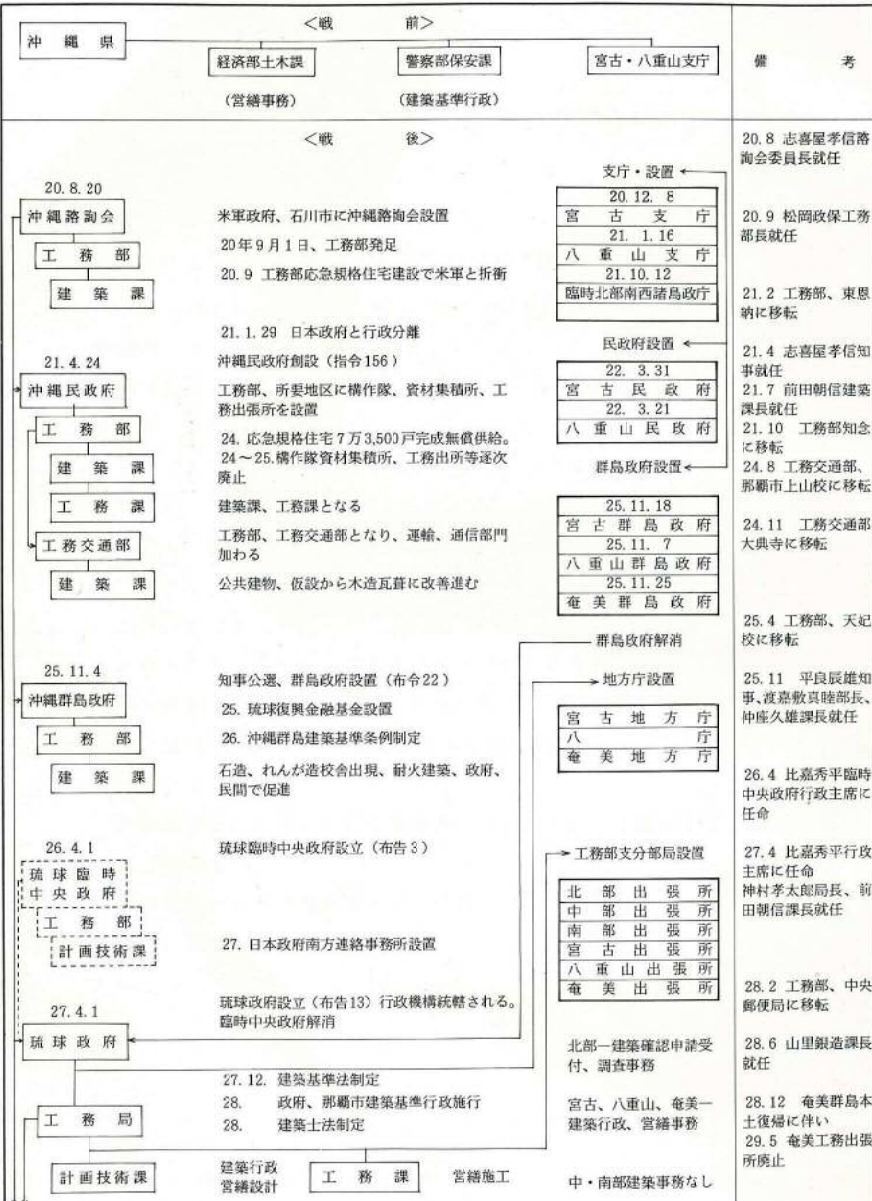 <戦 前>
沖縄県
経済部土木課
警察部保安課
宮古・八重山支庁
備 考
(営繕事務)
(建築基準行政)
<戦 後>
支庁・設置
20.8.20
沖縄諮詢会
米軍政府、石川市に沖縄諮詢会設置
工務部
20年9月1日、工務部発足
建築課
20.9 工務部応急規格住宅建設で米軍と折衝
20.12.8
宮古支庁
21.1.16
八重山支庁
21.10.12
臨時北部南西諸島政庁
21.1.29 日本政府と行政分離
21.4.24
沖縄民政府創設(指令156)
沖縄民政府
工務部、所要地区に構作隊、資材集積所、工
務出張所を設置
工務部
24. 応急規格住宅7万3,500戸完成無償供給。
建築課
24~25.構作隊資材集積所、工務出所等逐次
廃止
工務課
建築課、工務課となる
工務交通部
工務部、工務交通部となり、運輸、通信部門
加わる
建築課
公共建物、仮設から木造瓦葺に改善進む
民政府設置
22.3.31
宮古民政府
22.3.21
八重山民政府
群島政府設置
25.11.18
宮古群島政府
25.11.7
八重山群島政府
25.11.25
奄美群島政府
群島政府解消
25.11.4
沖縄群島政府
知事公選、群島政府設置(布令22)
25. 琉球復興金融基金設置
工務部
26. 沖縄群島建築基準条例制定
建築課
石造、れんが造校舎出現、耐火建築、政府、
民間で促進
地方庁設置
宮古地方庁
八 庁
奄美地方庁
26.4.1
琉球臨時
中央政府
琉球臨時中央政府設立(布告3)
工務部
計画技術課
27. 日本政府南方連絡事務所設置
工務部支分部局設置
北部出張所
中部出張所
南部出張所
宮古出張所
八重山出張所
奄美出張所
27.4.1
琉球政府
琉球政府設立(布告13)行政機構統轄される。
臨時中央政府解消
27.12. 建築基準法制定
28. 政府、那覇市建築基準行政施行
28. 建築士法制定
工務局
計画技術課
建築行政
営繕設計
工務課
営繕施工
北部―建築確認申請受
付、調査事務
宮古、八重山、奄美―
建築行政、営繕事務
中・南部建築事務なし
20.8 志喜屋孝信諮
詢会委員長就任
20.9 松岡政保工務
部長就任
21.2 工務部、東恩
納に移転
21.4 志喜屋孝信知
事就任
21.7 前田朝信建築
課長就任
21.10 工務部知念
に移転
24.8 工務交通部、
那覇市上山校に移転
24.11 工務交通部
大典寺に移転
25.4 工務部、天妃
校に移転
25.11 平良辰雄知
事、渡嘉敷真睦部長、
仲座久雄課長就任
26.4 比嘉秀平臨時
中央政府行政主席に
任命
27.4 比嘉秀平行政
主席に任命
神村孝太郎局長、前
田朝信課長就任
28.2 工務部、中央
郵便局に移転
28.6 山里銀造課長
就任
28.12 奄美群島本
土復帰に伴い
29.5 奄美工務出張
所廃止